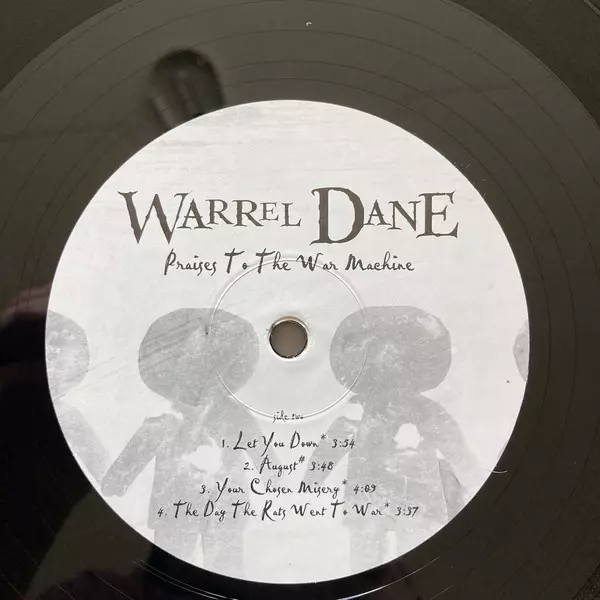 WARREL DANE
Praises To The War Machine
side two
1. Let You Down* 3:54
2. August# 3:48
3. Your Chosen Misery* 4:09
4. The Day The Rats Went To War* 3:37